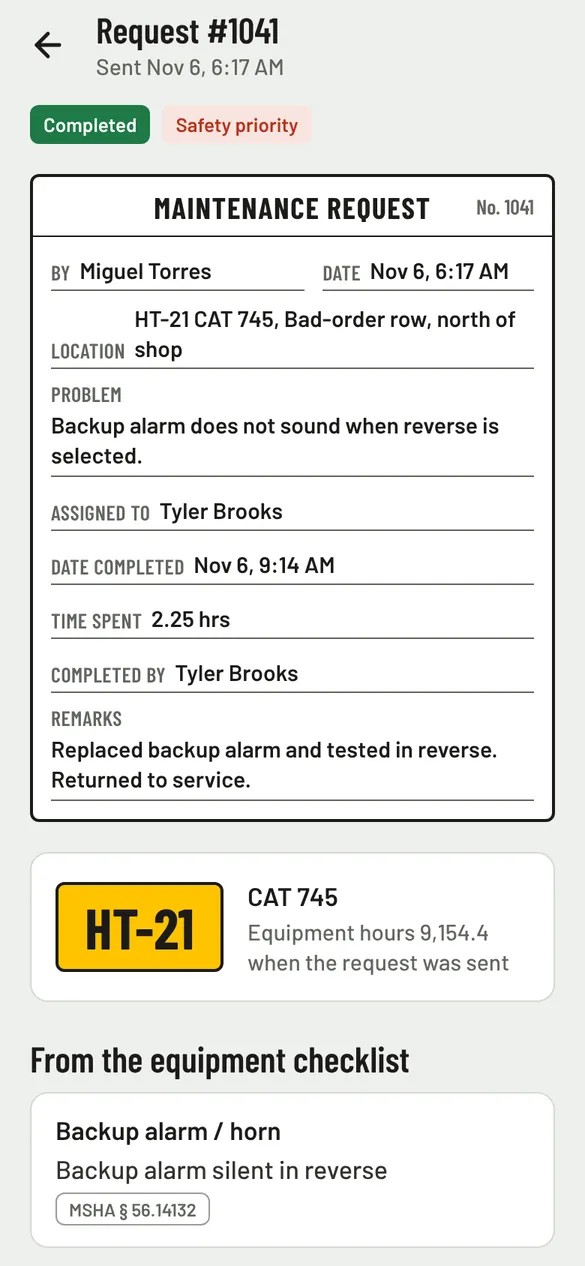 Request #1041
Sent Nov 6, 6:17 AM
Completed
Safety priority
MAINTENANCE REQUEST
No. 1041
BY Miguel Torres
DATE Nov 6, 6:17 AM
LOCATION HT-21 CAT 745, Bad-order row, north of
shop
PROBLEM
Backup alarm does not sound when reverse is
selected.
ASSIGNED TO Tyler Brooks
DATE COMPLETED Nov 6, 9:14 AM
TIME SPENT 2.25 hrs
COMPLETED BY Tyler Brooks
REMARKS
Replaced backup alarm and tested in reverse.
Returned to service.
HT-21
CAT 745
Equipment hours 9,154.4
when the request was sent
From the equipment checklist
Backup alarm / horn
Backup alarm silent in reverse
MSHA § 56.14132